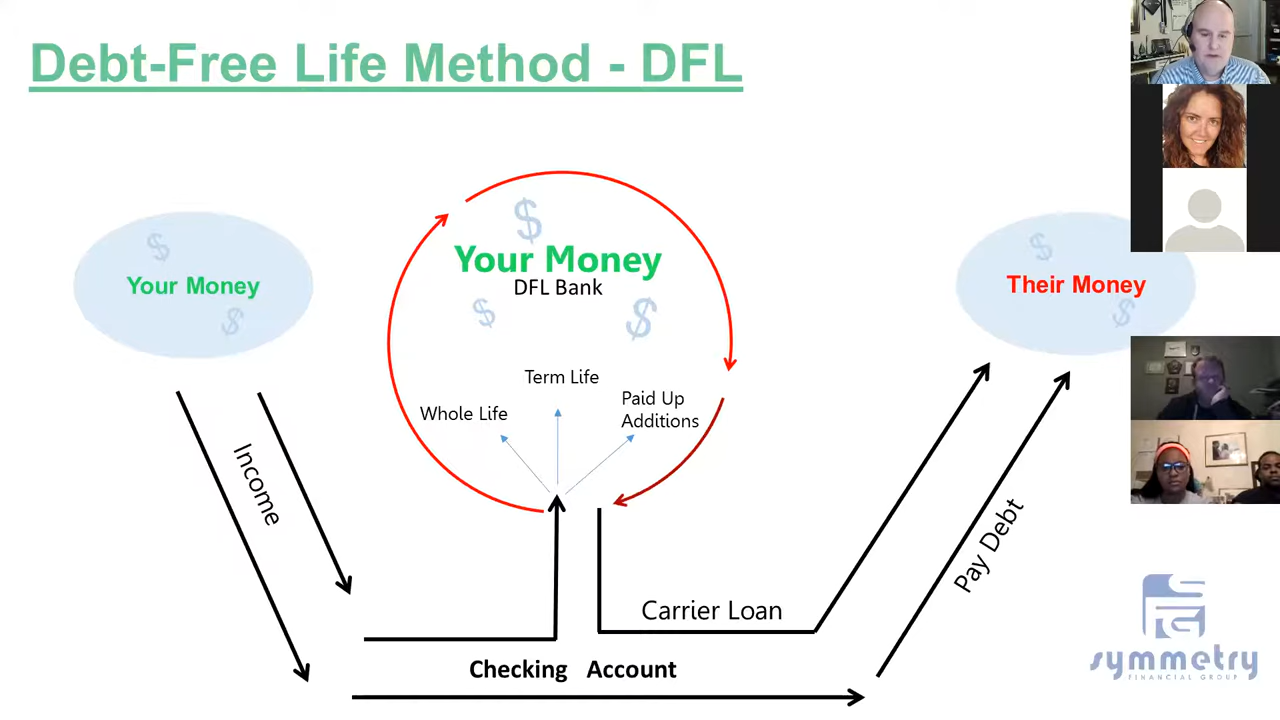 Debt-Free Life Method - DFL
Your Money
Your Money
DFL Bank
Their Money
Term Life
Whole Life
Paid Up
Additions
Income
Pay Debt
Carrier Loan
Checking Account
symmetry
FINANCIAL GROUP